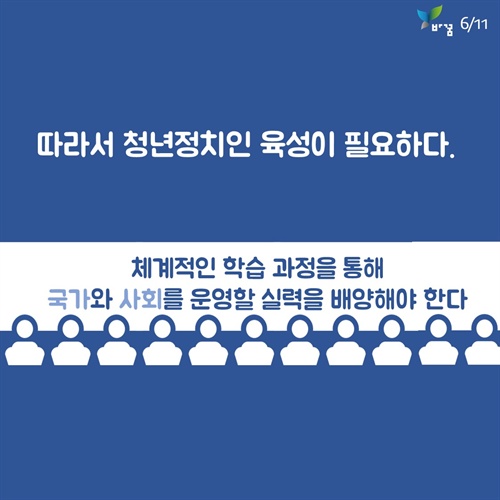 바꿈 6/11
따라서 청년정치인 육성이 필요하다.
체계적인 학습 과정을 통해
국가와 사회를 운영할 실력을 배양해야 한다